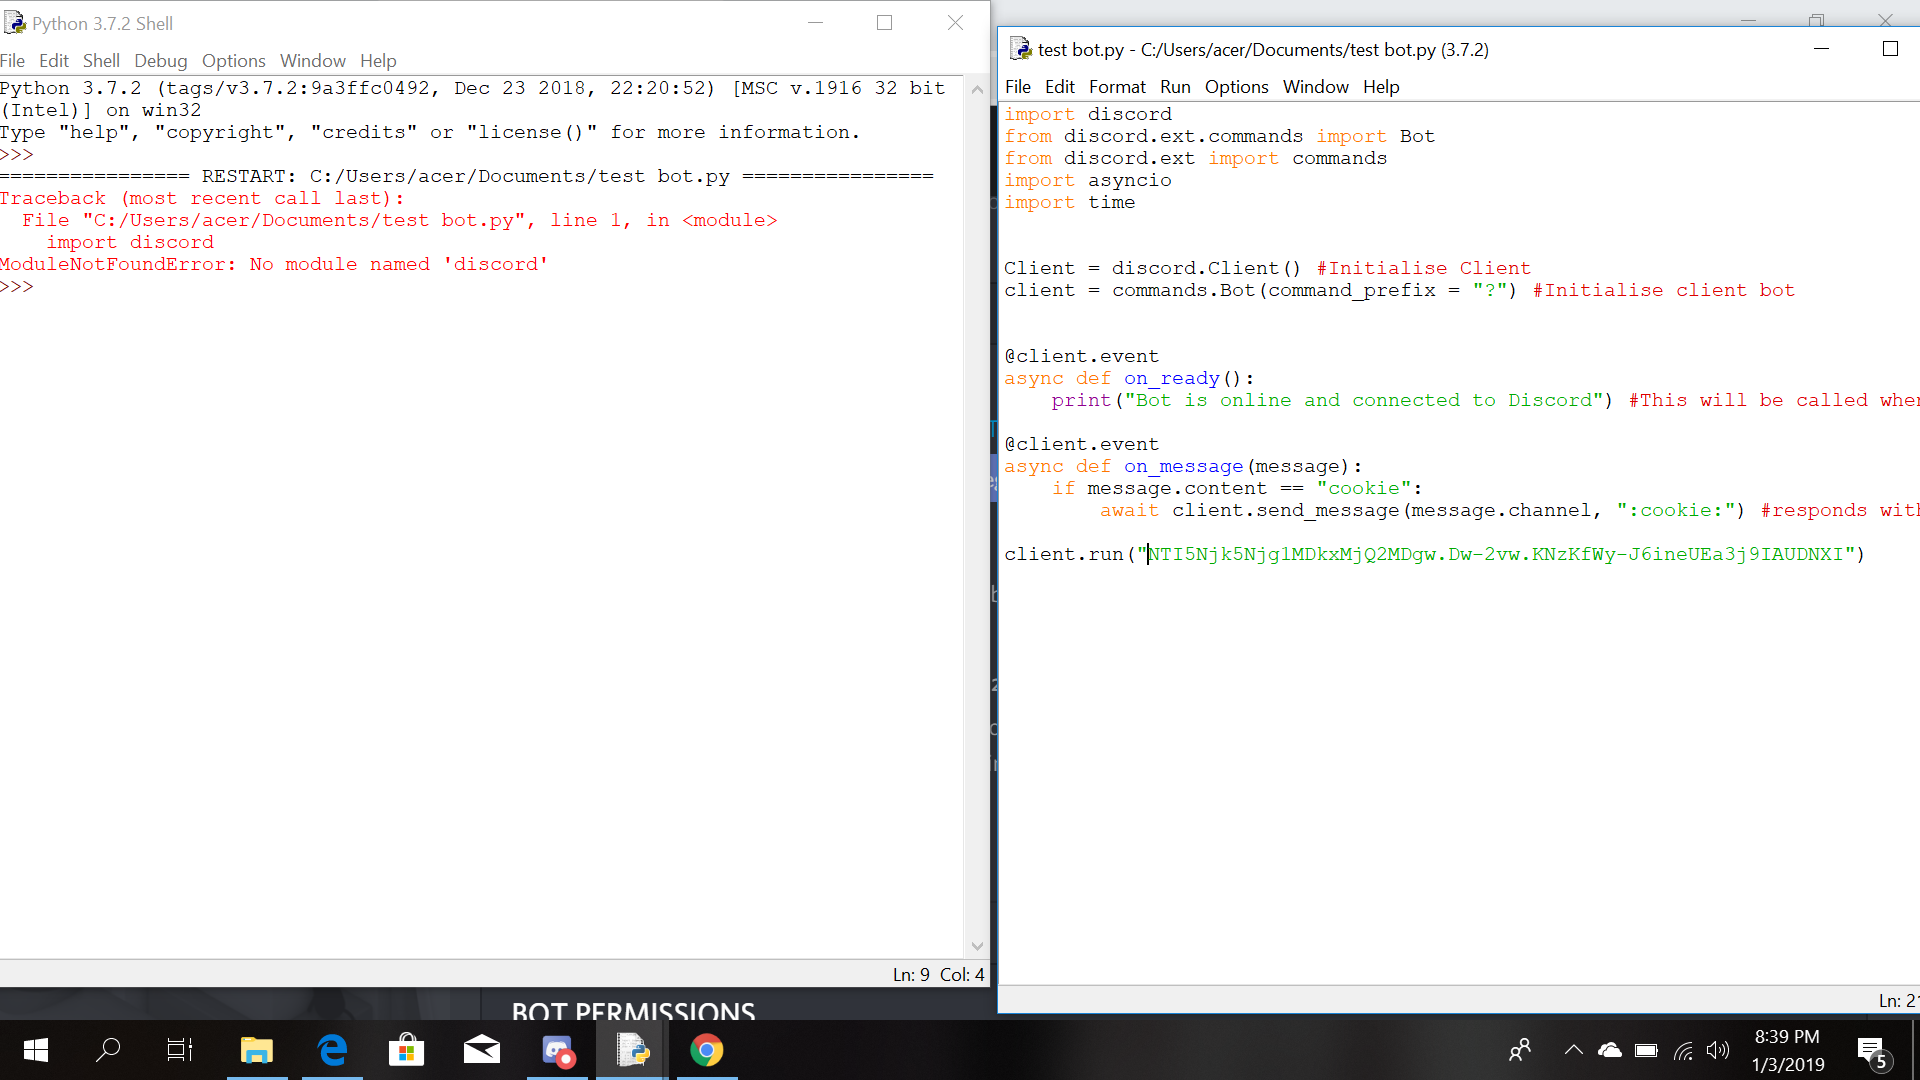 Python 3.7.2 Shell
File Edit Shell Debug Options Window Help
Python 3.7.2 (tags/v3.7.2:9a3ffc0492, Dec 23 2018, 22:20:52) [MSC v.1916 32 bit
(Intel)] on win32
Type "help", "copyright", "credits" or "license()" for more information.
>>>
================ RESTART: C:/Users/acer/Documents/test bot.py ================
Traceback (most recent call last):
  File "C:/Users/acer/Documents/test bot.py", line 1, in <module>
    import discord
ModuleNotFoundError: No module named 'discord'
>>>
Ln: 9 Col: 4
test bot.py - C:/Users/acer/Documents/test bot.py (3.7.2)
File Edit Format Run Options Window Help
import discord
from discord.ext.commands import Bot
from discord.ext import commands
import asyncio
import time
Client = discord.Client() #Initialise Client
client = commands.Bot(command_prefix = "?") #Initialise client bot
@client.event
async def on_ready():
    print("Bot is online and connected to Discord") #This will be called when
@client.event
async def on_message(message):
    if message.content == "cookie":
        await client.send_message(message.channel, ":cookie:") #responds with
client.run("NTI5Njk5Njg1MDkxMjQ2MDgw.Dw-2vw.KNzKfWy-J6ineUEa3j9IAUDNXI")
Ln: 21
BOT PERMISSIONS
8:39 PM
1/3/2019
5